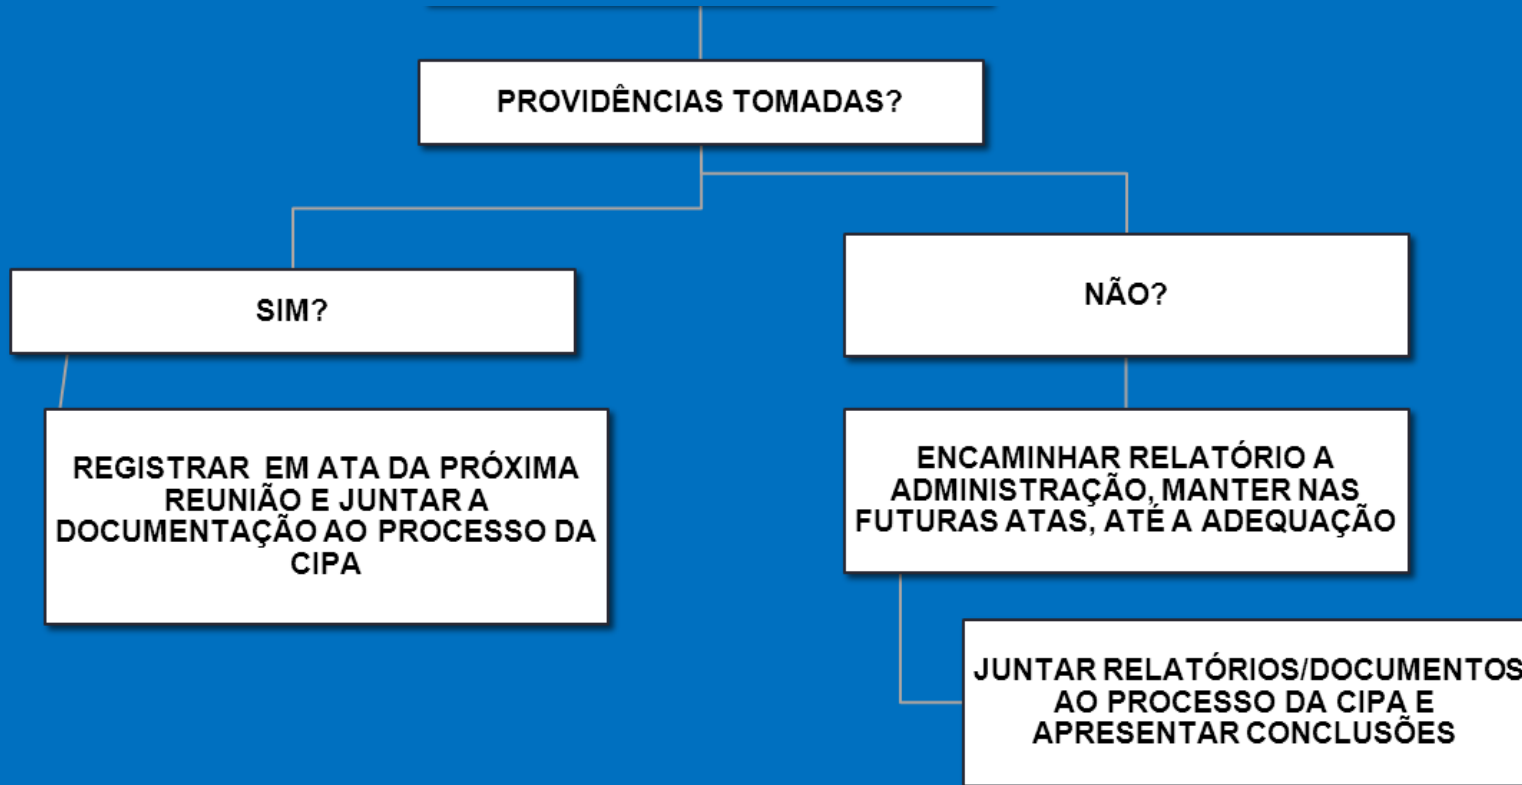 PROVIDÊNCIAS TOMADAS?
SIM?
NÃO?
REGISTRAR EM ATA DA PRÓXIMA
REUNIÃO E JUNTAR A
DOCUMENTAÇÃO AO PROCESSO DA
CIPA
ENCAMINHAR RELATÓRIO A
ADMINISTRAÇÃO, MANTER NAS
FUTURAS ATAS, ATÉ A ADEQUAÇÃO
JUNTAR RELATÓRIOS/DOCUMENTOS
AO PROCESSO DA CIPA E
APRESENTAR CONCLUSÕES